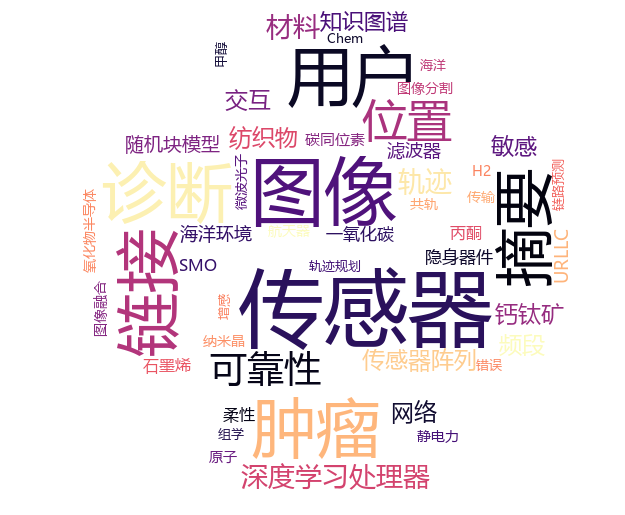 材料
知识图谱
Chem
甲醇
用户
海洋
图像分割
交互
位置
随机块模型
纺织物
碳同位素
滤波器
敏感
诊断
微波光子
图像
轨迹
H2
链路预测
共轨
传输
摘要
氧化物半导体
链接
海洋环境
航天器
一氧化碳
丙酮
URLLC
SMO
轨迹规划
隐身器件
传感器
图像融合
增感
钙钛矿
纳米晶
频段
石墨烯
可靠性
传感器阵列
错误
柔性
肿瘤
网络
组学
静电力
原子
深度学习处理器